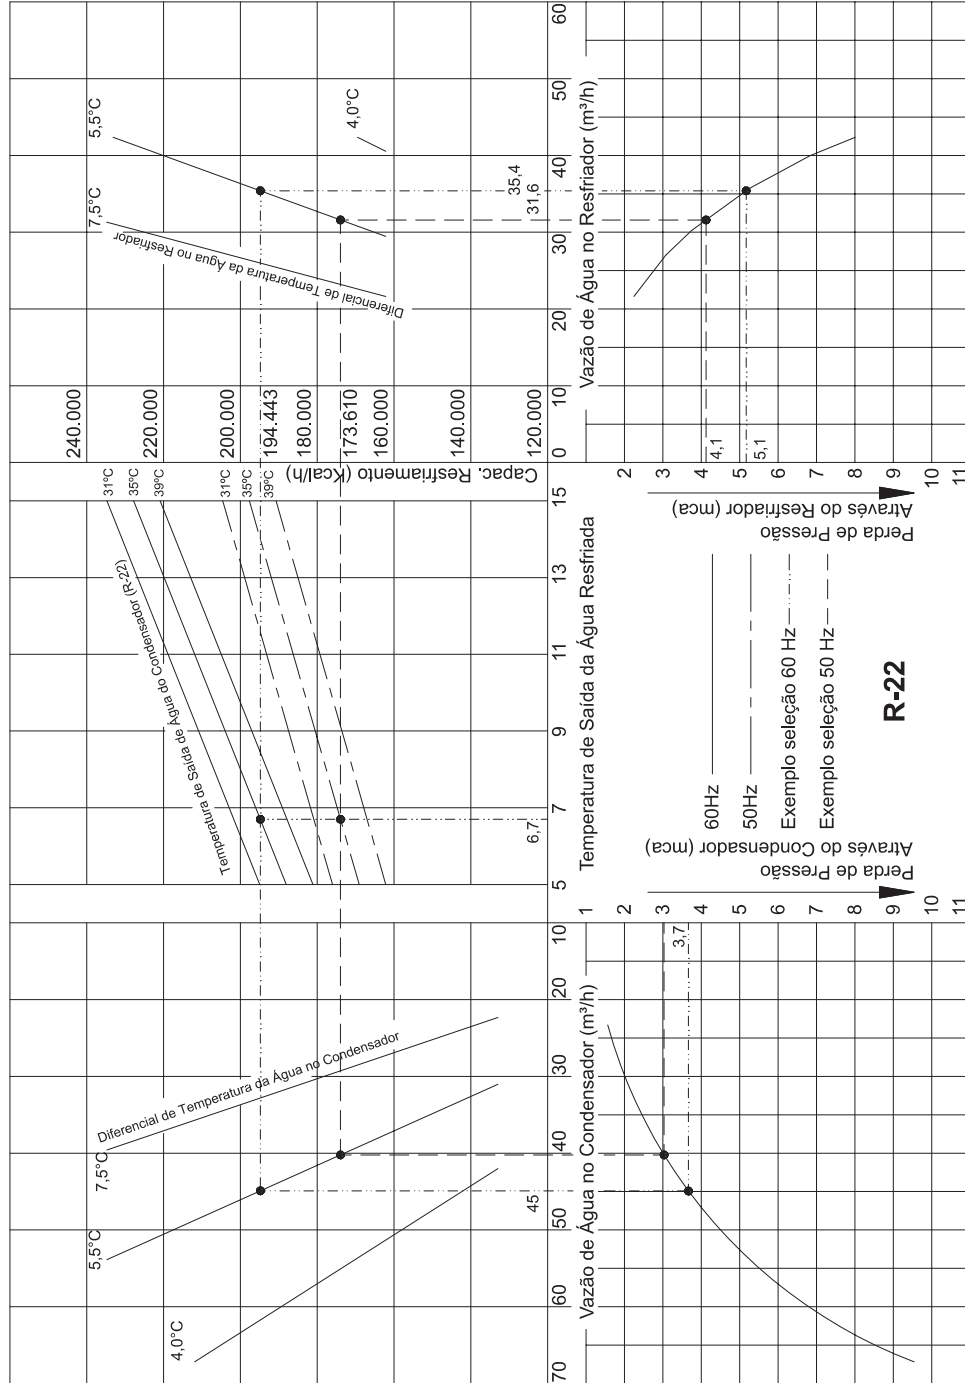 240.000
220.000
200.000
194.443
180.000
173.610
160.000
140.000
120.000
Capac. Resfriamento (Kcal/h)
7,5°C
5,5°C
4,0°C
Diferencial de Temperatura da Água no Condensador
70
60
50
40
30
20
10
45
Vazão de Água no Condensador (m³/h)
Temperatura de Saída de Água do Condensador (R-22)
31ºC
35ºC
39ºC
31ºC
35ºC
39ºC
5
7
9
11
13
15
6,7
Temperatura de Saída da Água Resfriada
7,5°C
5,5°C
4,0°C
Diferencial de Temperatura da Água no Resfriador
0
10
20
30
40
50
60
35,4
31,6
Vazão de Água no Resfriador (m³/h)
1
2
3
4
5
6
7
8
9
10
11
3,7
Perda de Pressão
Através do Condensador (mca)
60Hz
50Hz
Exemplo seleção 60 Hz
Exemplo seleção 50 Hz
R-22
Perda de Pressão
Através do Resfriador (mca)
2
3
4
5
6
7
8
9
10
11
4,1
5,1